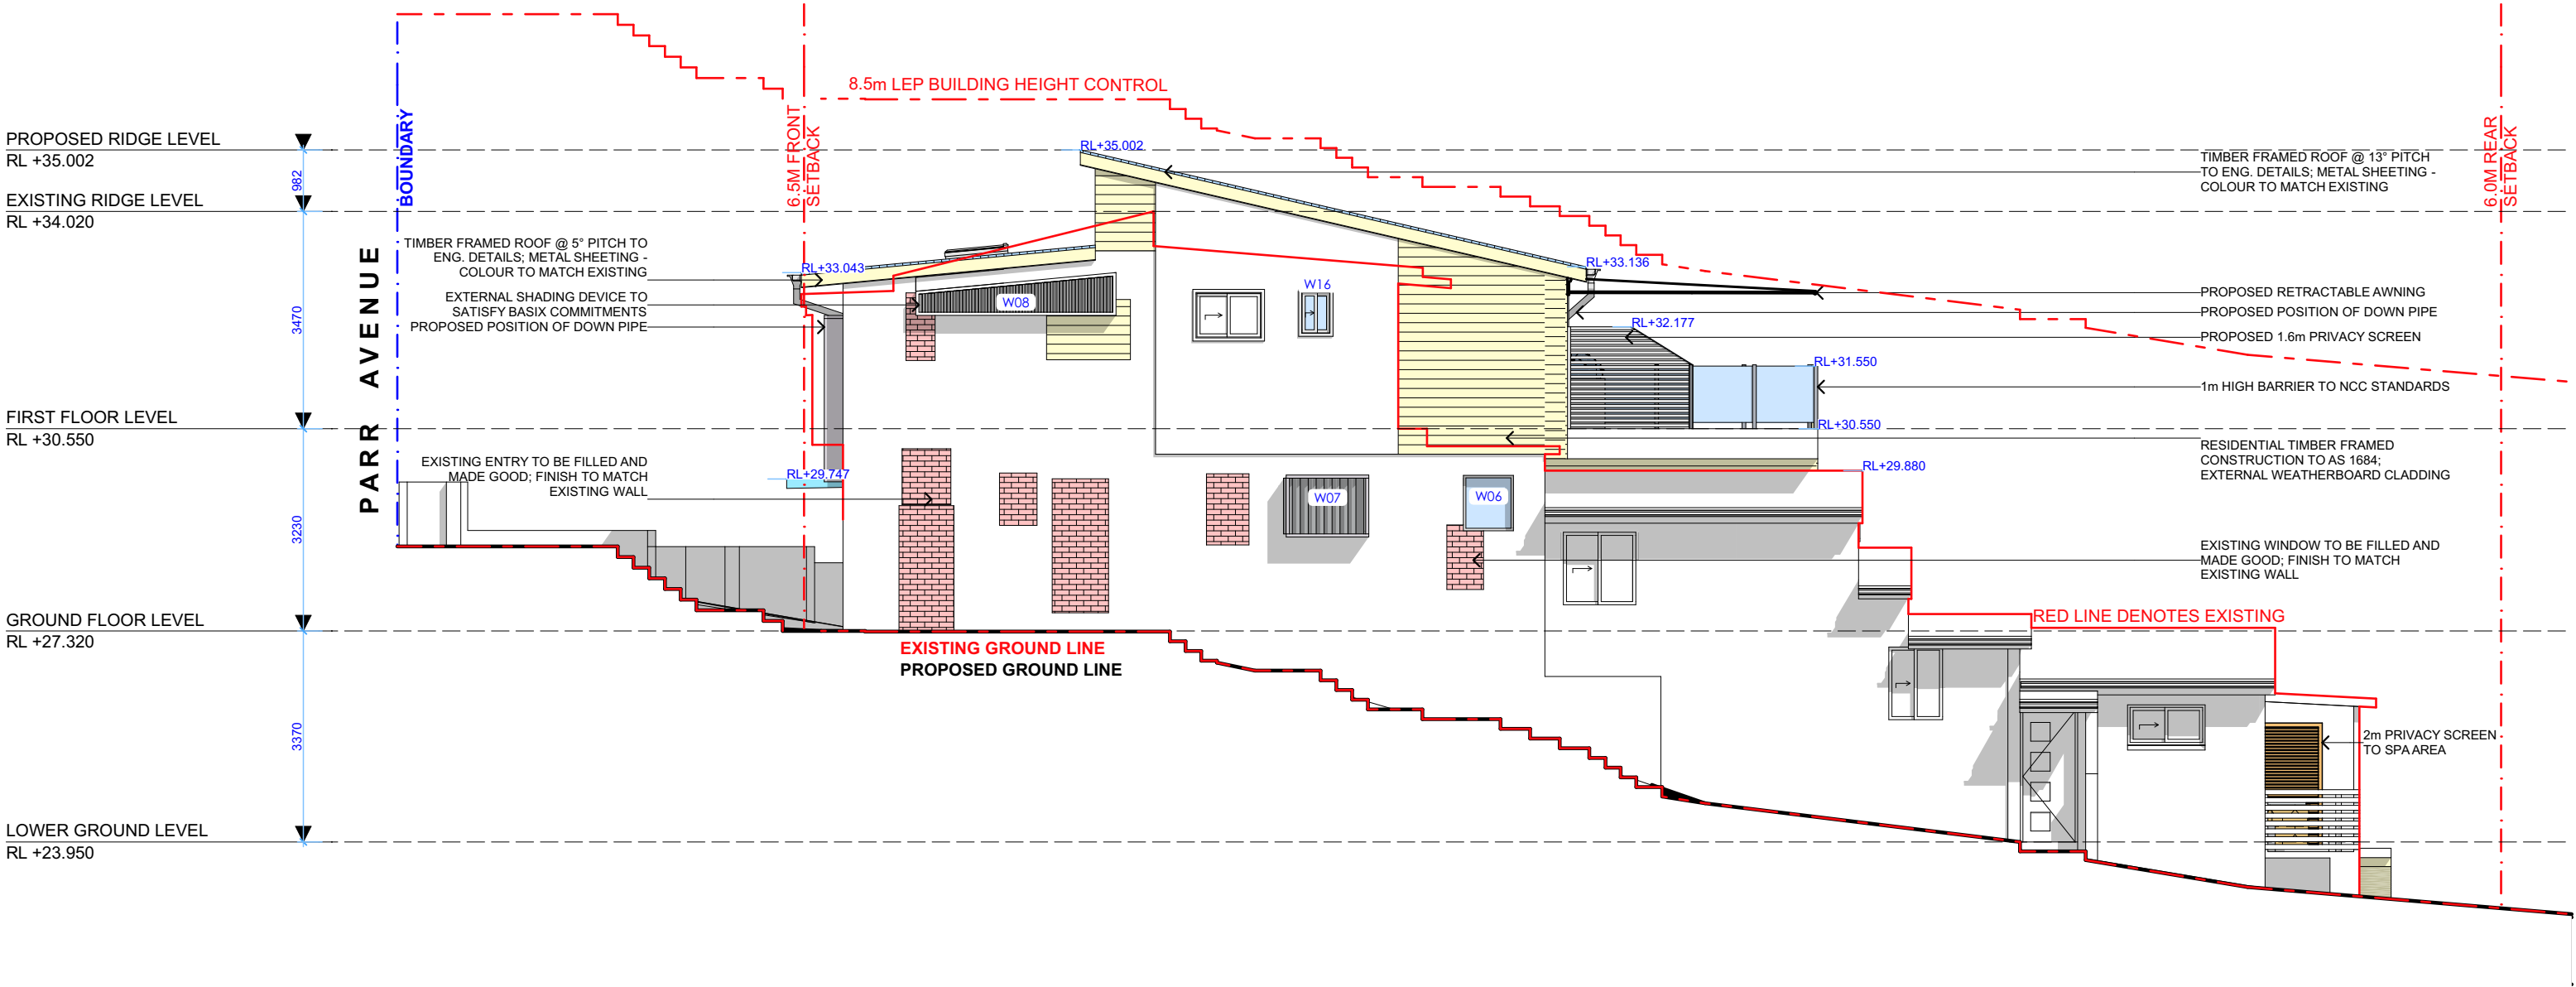 8.5m LEP BUILDING HEIGHT CONTROL
BOUNDARY
6.5M FRONT
SETBACK
6.0M REAR
SETBACK
PARR AVENUE
PROPOSED RIDGE LEVEL
RL +35.002
982
EXISTING RIDGE LEVEL
RL +34.020
3470
FIRST FLOOR LEVEL
RL +30.550
3230
GROUND FLOOR LEVEL
RL +27.320
3370
LOWER GROUND LEVEL
RL +23.950
TIMBER FRAMED ROOF @ 5° PITCH TO
ENG. DETAILS; METAL SHEETING -
COLOUR TO MATCH EXISTING
EXTERNAL SHADING DEVICE TO
SATISFY BASIX COMMITMENTS
PROPOSED POSITION OF DOWN PIPE
EXISTING ENTRY TO BE FILLED AND
MADE GOOD; FINISH TO MATCH
EXISTING WALL
RL+35.002
RL+33.043
RL+33.136
W08
W16
RL+32.177
RL+31.550
RL+30.550
RL+29.747
RL+29.880
W07
W06
EXISTING GROUND LINE
PROPOSED GROUND LINE
TIMBER FRAMED ROOF @ 13° PITCH
TO ENG. DETAILS; METAL SHEETING -
COLOUR TO MATCH EXISTING
PROPOSED RETRACTABLE AWNING
PROPOSED POSITION OF DOWN PIPE
PROPOSED 1.6m PRIVACY SCREEN
1m HIGH BARRIER TO NCC STANDARDS
RESIDENTIAL TIMBER FRAMED
CONSTRUCTION TO AS 1684;
EXTERNAL WEATHERBOARD CLADDING
EXISTING WINDOW TO BE FILLED AND
MADE GOOD; FINISH TO MATCH
EXISTING WALL
RED LINE DENOTES EXISTING
2m PRIVACY SCREEN
TO SPA AREA